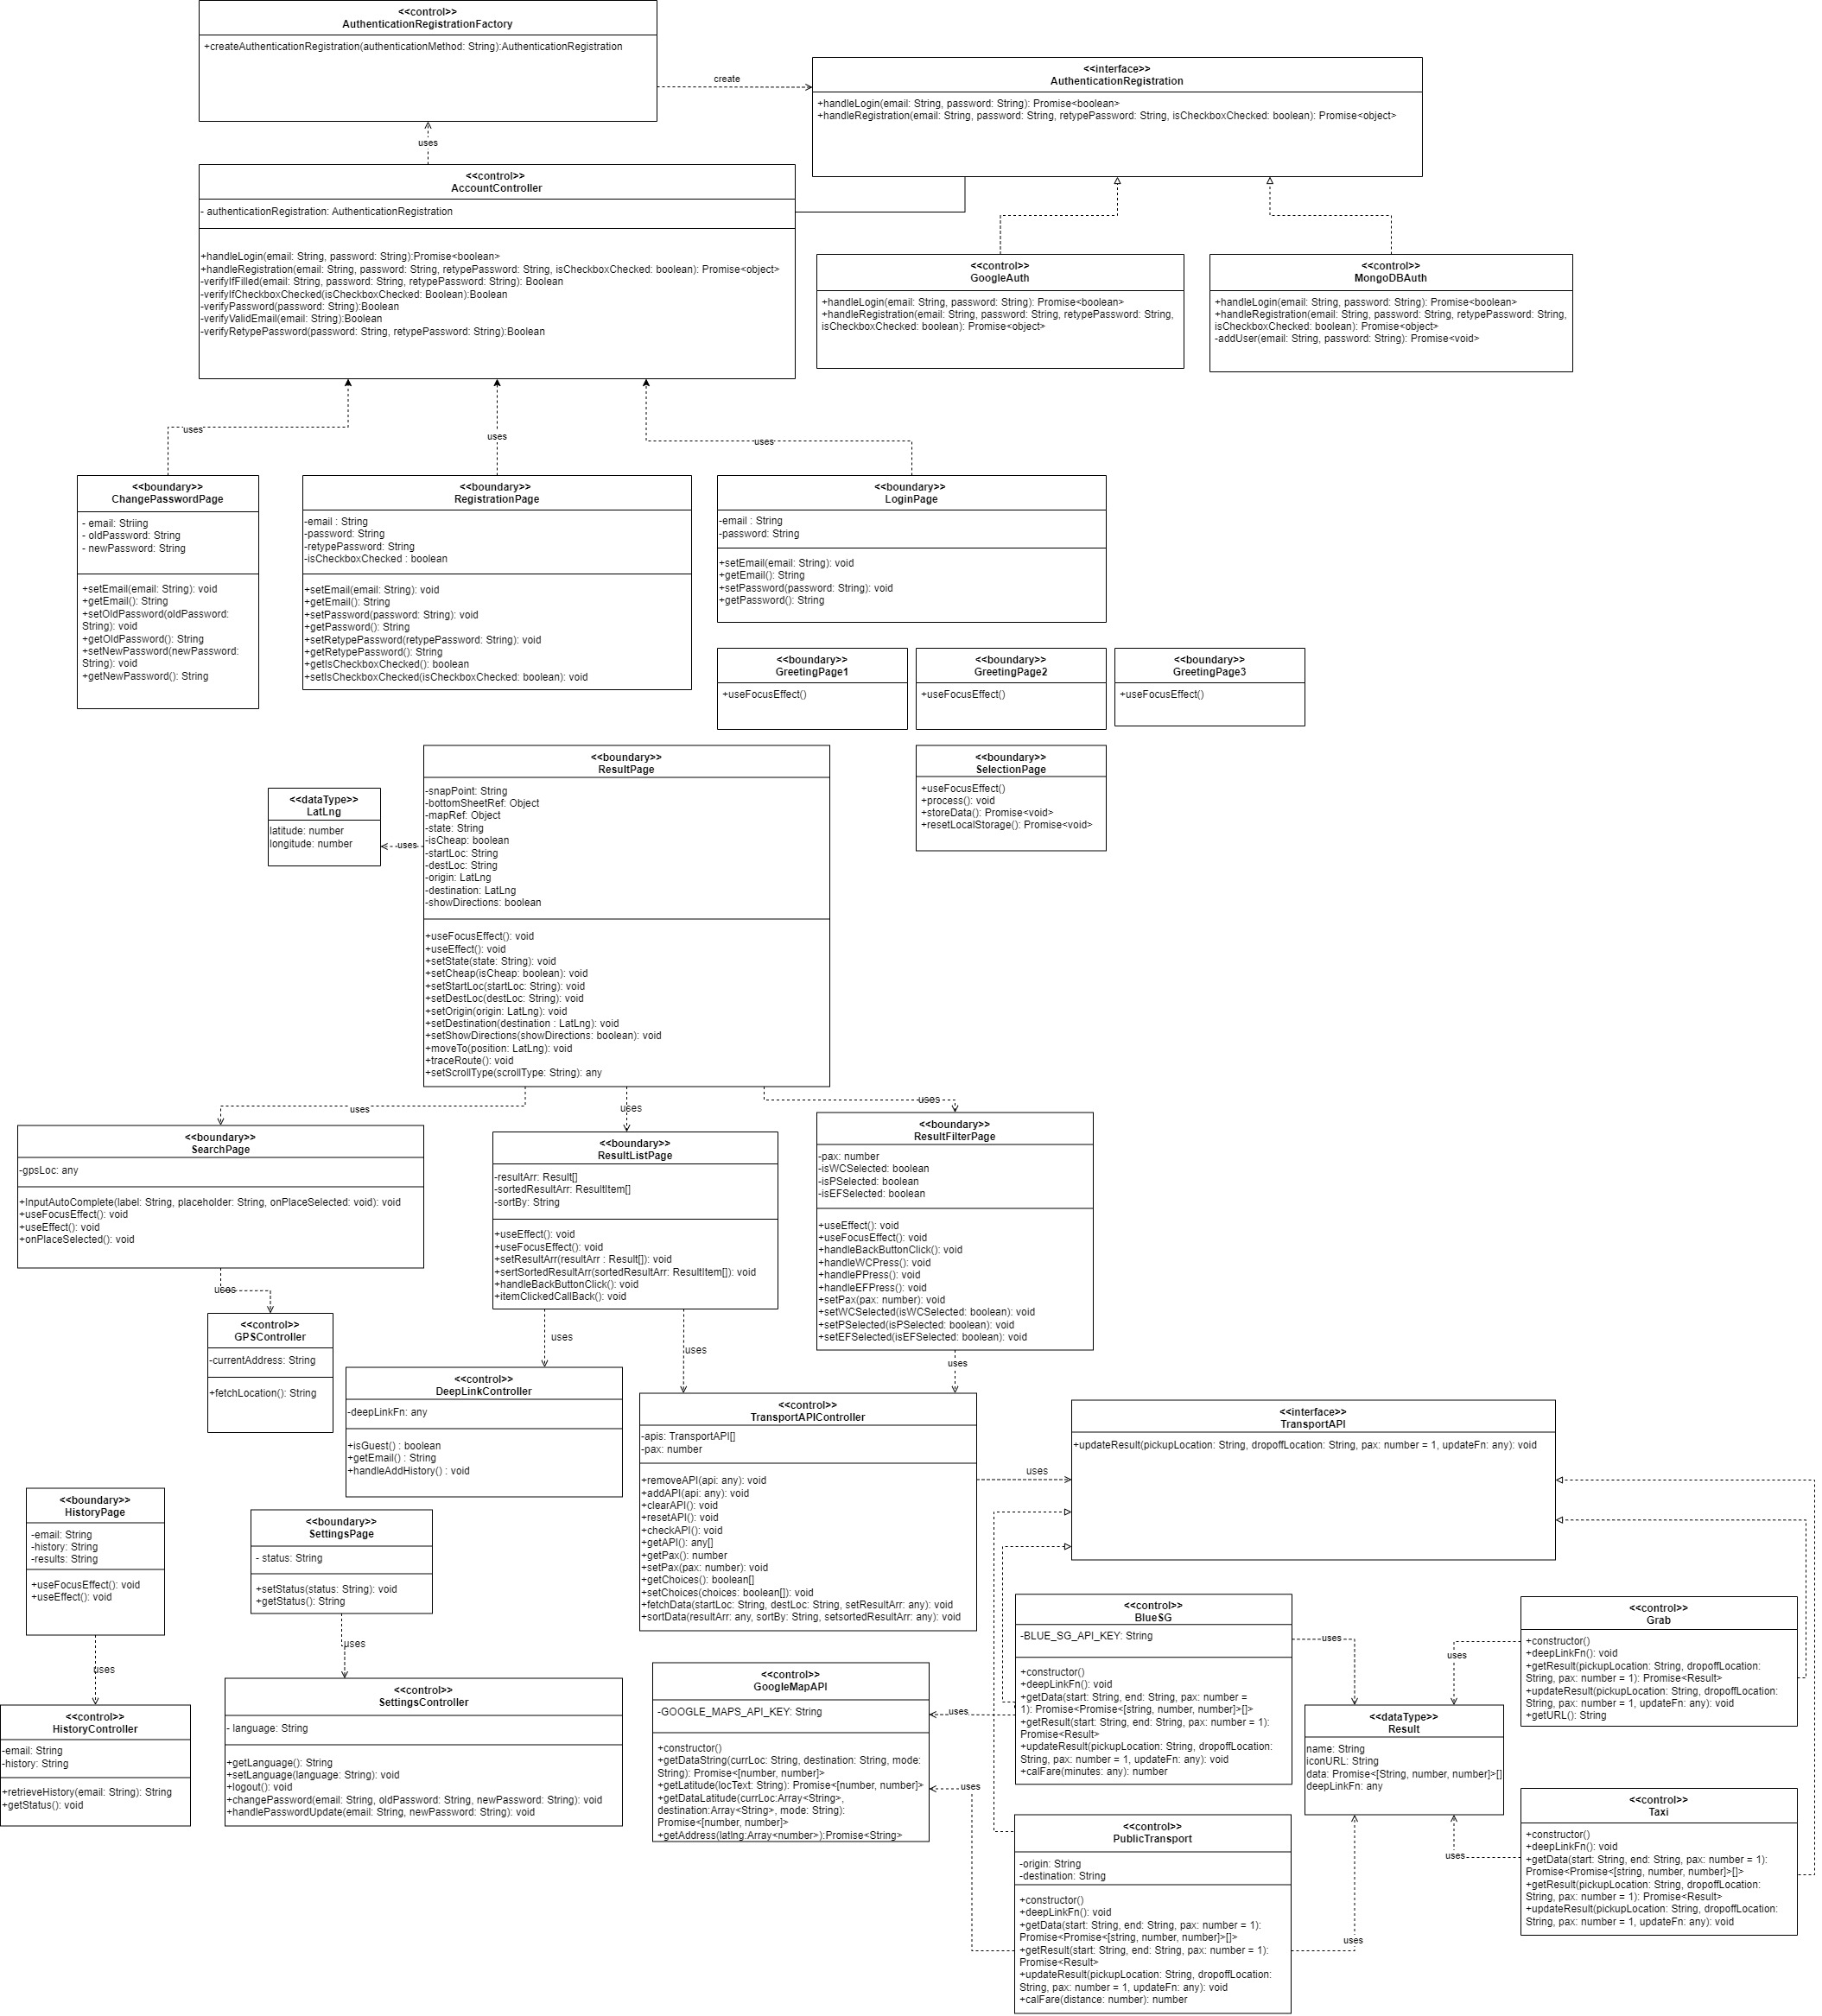 <<control>>
AuthenticationRegistrationFactory
+createAuthenticationRegistration(authenticationMethod: String):AuthenticationRegistration
create
<<interface>>
AuthenticationRegistration
+handleLogin(email: String, password: String): Promise<boolean>
+handleRegistration(email: String, password: String, retypePassword: String, isCheckboxChecked: boolean): Promise<object>
uses
<<control>>
AccountController
- authenticationRegistration: AuthenticationRegistration
+handleLogin(email: String, password: String):Promise<boolean>
+handleRegistration(email: String, password: String, retypePassword: String, isCheckboxChecked: boolean): Promise<object>
-verifyIfFilled(email: String, password: String, retypePassword: String): Boolean
-verifyIfCheckboxChecked(isCheckboxChecked: Boolean):Boolean
-verifyPassword(password: String):Boolean
-verifyValidEmail(email: String):Boolean
-verifyRetypePassword(password: String, retypePassword: String):Boolean
<<control>>
GoogleAuth
+handleLogin(email: String, password: String): Promise<boolean>
+handleRegistration(email: String, password: String, retypePassword: String,
isCheckboxChecked: boolean): Promise<object>
<<control>>
MongoDBAuth
+handleLogin(email: String, password: String): Promise<boolean>
+handleRegistration(email: String, password: String, retypePassword: String,
isCheckboxChecked: boolean): Promise<object>
-addUser(email: String, password: String): Promise<void>
uses
uses
uses
<<boundary>>
ChangePasswordPage
- email: Striing
- oldPassword: String
- newPassword: String
+setEmail(email: String): void
+getEmail(): String
+setOldPassword(oldPassword:
String): void
+getOldPassword(): String
+setNewPassword(newPassword:
String): void
+getNewPassword(): String
<<boundary>>
RegistrationPage
-email : String
-password: String
-retypePassword: String
-isCheckboxChecked : boolean
+setEmail(email: String): void
+getEmail(): String
+setPassword(password: String): void
+getPassword(): String
+setRetypePassword(retypePassword: String): void
+getRetypePassword(): String
+getIsCheckboxChecked(): boolean
+setIsCheckboxChecked(isCheckboxChecked: boolean): void
<<boundary>>
LoginPage
-email : String
-password: String
+setEmail(email: String): void
+getEmail(): String
+setPassword(password: String): void
+getPassword(): String
<<boundary>>
GreetingPage1
+useFocusEffect()
<<boundary>>
GreetingPage2
+useFocusEffect()
<<boundary>>
GreetingPage3
+useFocusEffect()
<<boundary>>
SelectionPage
+useFocusEffect()
+process(): void
+storeData(): Promise<void>
+resetLocalStorage(): Promise<void>
<<dataType>>
LatLng
latitude: number
longitude: number
uses
<<boundary>>
ResultPage
-snapPoint: String
-bottomSheetRef: Object
-mapRef: Object
-state: String
-isCheap: boolean
-startLoc: String
-destLoc: String
-origin: LatLng
-destination: LatLng
-showDirections: boolean
+useFocusEffect(): void
+useEffect(): void
+setState(state: String): void
+setCheap(isCheap: boolean): void
+setStartLoc(startLoc: String): void
+setDestLoc(destLoc: String): void
+setOrigin(origin: LatLng): void
+setDestination(destination : LatLng): void
+setShowDirections(showDirections: boolean): void
+moveTo(position: LatLng): void
+traceRoute(): void
+setScrollType(scrollType: String): any
uses
uses
uses
<<boundary>>
SearchPage
-gpsLoc: any
+InputAutoComplete(label: String, placeholder: String, onPlaceSelected: void): void
+useFocusEffect(): void
+useEffect(): void
+onPlaceSelected(): void
<<boundary>>
ResultListPage
-resultArr: Result[]
-sortedResultArr: ResultItem[]
-sortBy: String
+useEffect(): void
+useFocusEffect(): void
+setResultArr(resultArr : Result[]): void
+sertSortedResultArr(sortedResultArr: ResultItem[]): void
+handleBackButtonClick(): void
+itemClickedCallBack(): void
<<boundary>>
ResultFilterPage
-pax: number
-isWCSelected: boolean
-isPSelected: boolean
-isEFSelected: boolean
+useEffect(): void
+useFocusEffect(): void
+handleBackButtonClick(): void
+handleWCPress(): void
+handlePPress(): void
+handleEFPress(): void
+setPax(pax: number): void
+setWCSelected(isWCSelected: boolean): void
+setPSelected(isPSelected: boolean): void
+setEFSelected(isEFSelected: boolean): void
uses
<<control>>
GPSController
-currentAddress: String
+fetchLocation(): String
uses
uses
uses
<<control>>
DeepLinkController
-deepLinkFn: any
+isGuest() : boolean
+getEmail() : String
+handleAddHistory() : void
<<control>>
TransportAPIController
-apis: TransportAPI[]
-pax: number
+removeAPI(api: any): void
+addAPI(api: any): void
+clearAPI(): void
+resetAPI(): void
+checkAPI(): void
+getAPI(): any[]
+getPax(): number
+setPax(pax: number): void
+getChoices(): boolean[]
+setChoices(choices: boolean[]): void
+fetchData(startLoc: String, destLoc: String, setResultArr: any): void
+sortData(resultArr: any, sortBy: String, setsortedResultArr: any): void
uses
<<interface>>
TransportAPI
+updateResult(pickupLocation: String, dropoffLocation: String, pax: number = 1, updateFn: any): void
<<boundary>>
HistoryPage
-email: String
-history: String
-results: String
+useFocusEffect(): void
+useEffect(): void
uses
<<control>>
HistoryController
-email: String
-history: String
+retrieveHistory(email: String): String
+getStatus(): void
<<boundary>>
SettingsPage
- status: String
+setStatus(status: String): void
+getStatus(): String
uses
<<control>>
SettingsController
- language: String
+getLanguage(): String
+setLanguage(language: String): void
+logout(): void
+changePassword(email: String, oldPassword: String, newPassword: String): void
+handlePasswordUpdate(email: String, newPassword: String): void
<<control>>
GoogleMapAPI
-GOOGLE_MAPS_API_KEY: String
+constructor()
+getDataString(currLoc: String, destination: String, mode:
String): Promise<[number, number]>
+getLatitude(locText: String): Promise<[number, number]>
+getDataLatitude(currLoc:Array<String>,
destination:Array<String>, mode: String):
Promise<[number, number]>
+getAddress(latlng:Array<number>):Promise<String>
uses
uses
<<control>>
BlueSG
-BLUE_SG_API_KEY: String
+constructor()
+deepLinkFn(): void
+getData(start: String, end: String, pax: number =
1): Promise<Promise<[string, number, number]>[]>
+getResult(start: String, end: String, pax: number = 1):
Promise<Result>
+updateResult(pickupLocation: String, dropoffLocation:
String, pax: number = 1, updateFn: any): void
+calFare(minutes: any): number
<<control>>
PublicTransport
-origin: String
-destination: String
+constructor()
+deepLinkFn(): void
+getData(start: String, end: String, pax: number = 1):
Promise<Promise<[string, number, number]>[]>
+getResult(start: String, end: String, pax: number = 1):
Promise<Result>
+updateResult(pickupLocation: String, dropoffLocation:
String, pax: number = 1, updateFn: any): void
+calFare(distance: number): number
uses
uses
uses
uses
<<dataType>>
Result
name: String
iconURL: String
data: Promise<[String, number, number]>[]
deepLinkFn: any
<<control>>
Grab
+constructor()
+deepLinkFn(): void
+getResult(pickupLocation: String, dropoffLocation:
String, pax: number = 1): Promise<Result>
+updateResult(pickupLocation: String, dropoffLocation:
String, pax: number = 1, updateFn: any): void
+getURL(): String
<<control>>
Taxi
+constructor()
+deepLinkFn(): void
+getData(start: String, end: String, pax: number = 1):
Promise<Promise<[string, number, number]>[]>
+getResult(pickupLocation: String, dropoffLocation:
String, pax: number = 1): Promise<Result>
+updateResult(pickupLocation: String, dropoffLocation:
String, pax: number = 1, updateFn: any): void